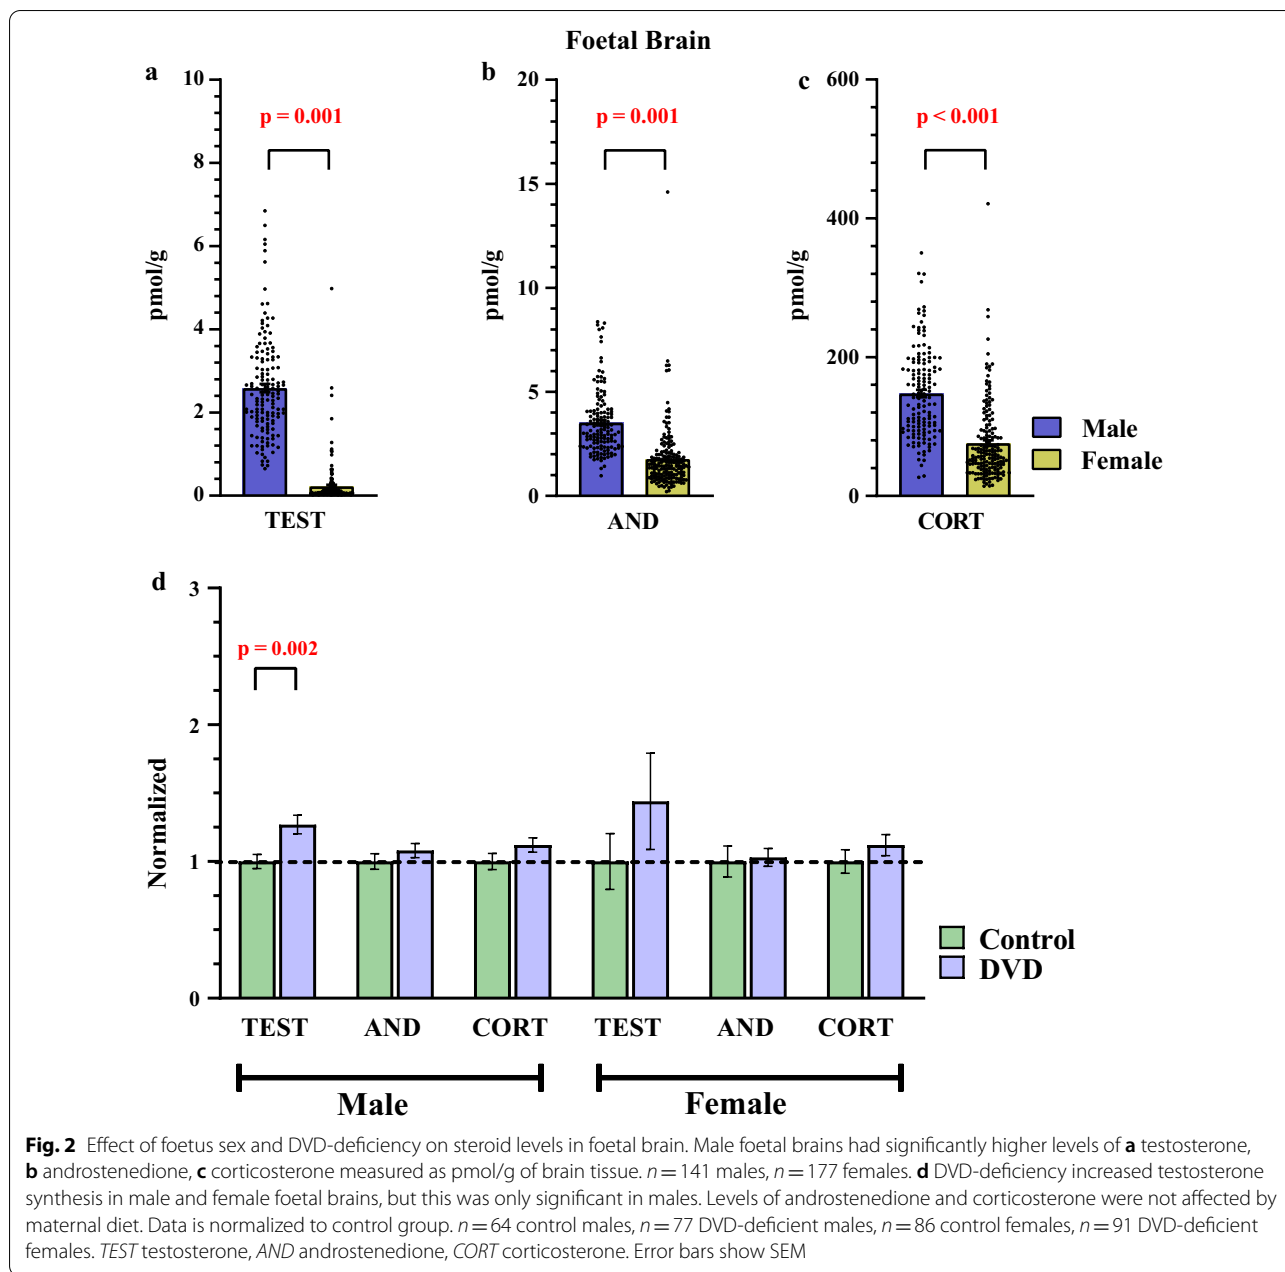 Foetal Brain
a
b
c
10
8
6
4
2
0
pmol/g
p = 0.001
TEST
20
15
10
5
0
pmol/g
p = 0.001
AND
600
400
200
0
pmol/g
p < 0.001
CORT
Male
Female
d
3
2
1
0
Normalized
p = 0.002
Control
DVD
TEST AND CORT TEST AND CORT
Male Female
Fig. 2 Effect of foetus sex and DVD-deficiency on steroid levels in foetal brain. Male foetal brains had significantly higher levels of a testosterone,
b androstenedione, c corticosterone measured as pmol/g of brain tissue. n = 141 males, n = 177 females. d DVD-deficiency increased testosterone
synthesis in male and female foetal brains, but this was only significant in males. Levels of androstenedione and corticosterone were not affected by
maternal diet. Data is normalized to control group. n = 64 control males, n = 77 DVD-deficient males, n = 86 control females, n = 91 DVD-deficient
females. TEST testosterone, AND androstenedione, CORT corticosterone. Error bars show SEM